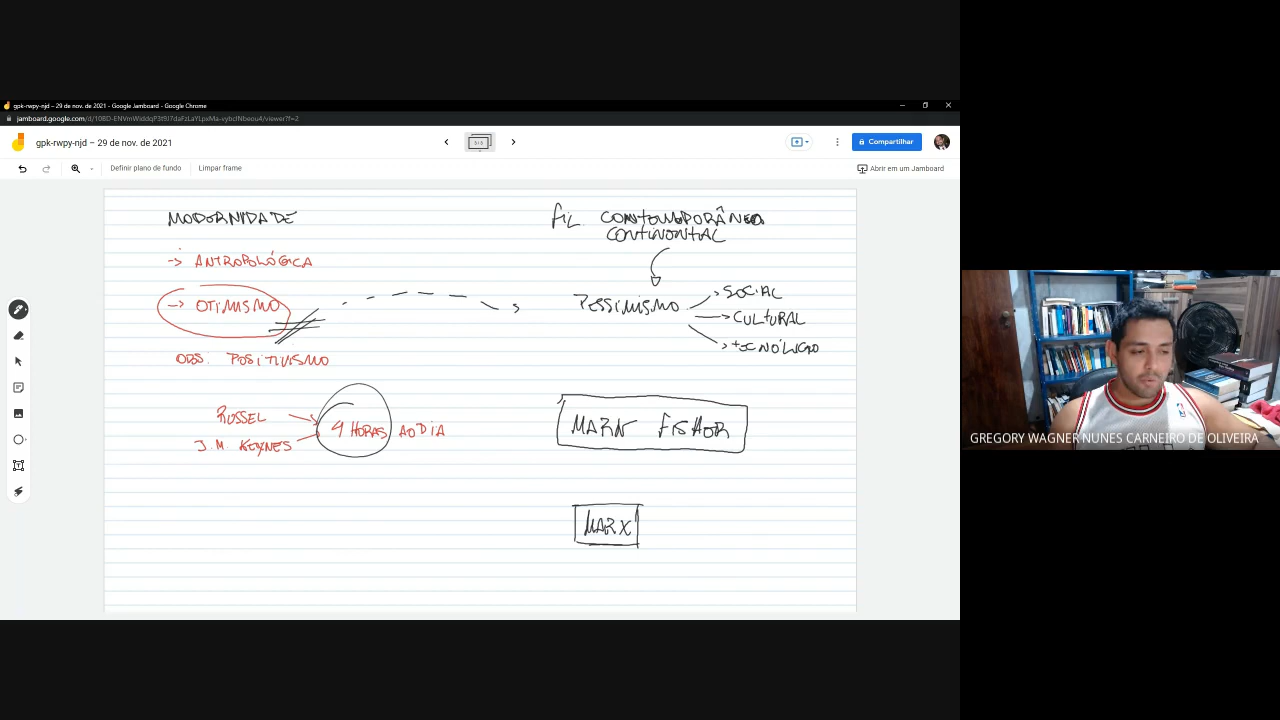 gpk-rwpy-njd – 29 de nov. de 2021 - Google Jamboard - Google Chrome
gpk-rwpy-njd – 29 de nov. de 2021
Compartilhar
Definir plano de fundo
Limpar frame
Abrir em um Jamboard
MODERNIDADE
FIL. CONTEMPORÂNEA
CONTINENTAL
-> ANTROPOLÓGICA
-> OTIMISMO
PESSIMISMO
SOCIAL
CULTURAL
TECNÓLICO
OBS. POSITIVISMO
RUSSEL
J.M. KEYNES
4 HORAS AO DIA
MARK FISHER
MARX
GREGORY WAGNER NUNES CARNEIRO DE OLIVEIRA